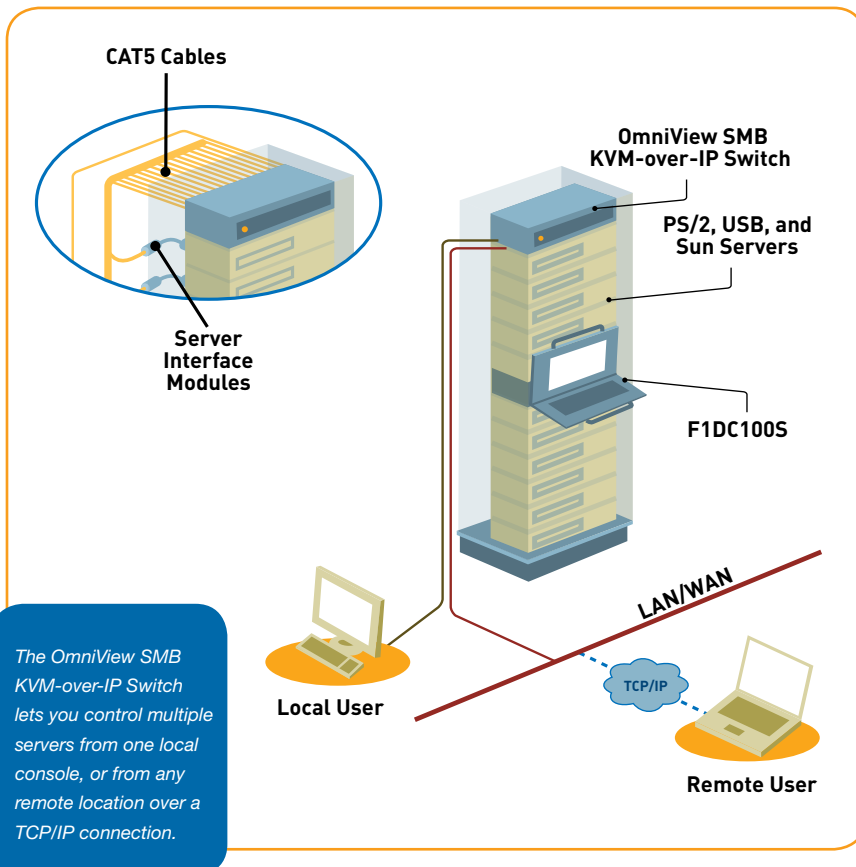 CAT5 Cables
OmniView SMB
KVM-over-IP Switch
PS/2, USB, and
Sun Servers
Server
Interface
Modules
F1DC100S
LAN/WAN
TCP/IP
Local User
Remote User
The OmniView SMB
KVM-over-IP Switch
lets you control multiple
servers from one local
console, or from any
remote location over a
TCP/IP connection.